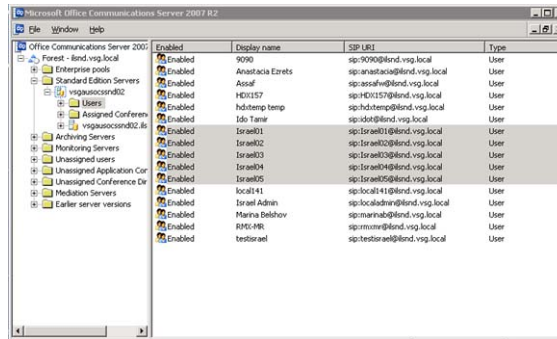 Microsoft Office Communications Server 2007 R2
File Window Help
Office Communications Server 2007
Forest - ilsnd.vsg.local
Enterprise pools
Standard Edition Servers
vsgausocssnd02
Users
Assigned Conferen
vsgausocssnd02.ils
Archiving Servers
Monitoring Servers
Unassigned users
Unassigned Application Cor
Unassigned Conference Dir
Mediation Servers
Earlier server versions
Enabled Display name SIP URI Type
Enabled 9090 sip:9090@ilsnd.vsg.local User
Enabled Anastacia Ezrets sip:anastacia@ilsnd.vsg.local User
Enabled Assaf sip:assafw@ilsnd.vsg.local User
Enabled HDX157 sip:HDX157@ilsnd.vsg.local User
Enabled hdxtemp temp sip:hdxtemp@ilsnd.vsg.local User
Enabled Ido Tamir sip:idot@ilsnd.vsg.local User
Enabled Israel01 sip:Israel01@ilsnd.vsg.local User
Enabled Israel02 sip:Israel02@ilsnd.vsg.local User
Enabled Israel03 sip:Israel03@ilsnd.vsg.local User
Enabled Israel04 sip:Israel04@ilsnd.vsg.local User
Enabled Israel05 sip:Israel05@ilsnd.vsg.local User
Enabled local141 sip:local141@ilsnd.vsg.local User
Enabled Israel Admin sip:localadmin@ilsnd.vsg.local User
Enabled Marina Belshov sip:marinab@ilsnd.vsg.local User
Enabled RMX-MR sip:rmxmr@ilsnd.vsg.local User
Enabled testisrael sip:testisrael@ilsnd.vsg.local User